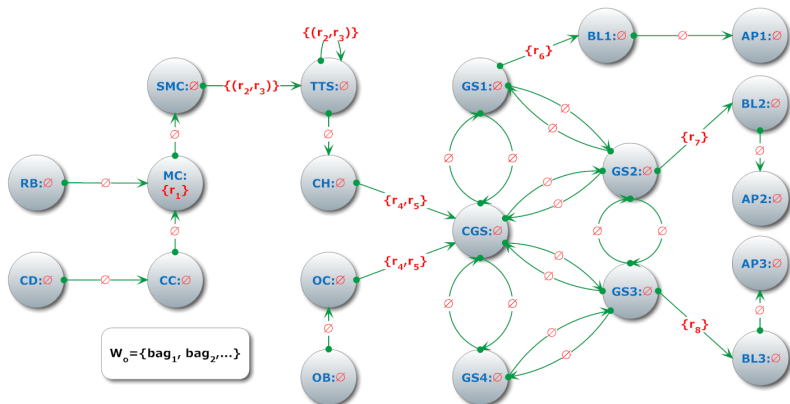 {(r₂,r₃)}
BL1:∅
∅
AP1:∅
{r₆}
SMC:∅
{(r₂,r₃)}
TTS:∅
GS1:∅
BL2:∅
∅
∅
∅
∅
{r₇}
∅
∅
∅
RB:∅
∅
MC:
{r₁}
CH:∅
{r₄,r₅}
∅
∅
GS2:∅
AP2:∅
∅
CGS:∅
∅
∅
{r₄,r₅}
∅
∅
AP3:∅
CD:∅
∅
CC:∅
OC:∅
GS3:∅
∅
∅
∅
{r₈}
∅
∅
∅
W₀={bag₁, bag₂,...}
∅
BL3:∅
OB:∅
GS4:∅